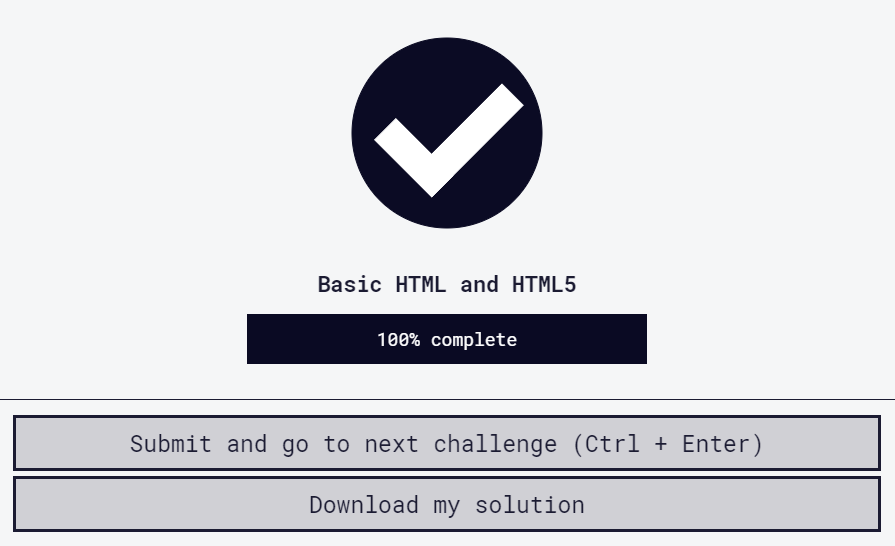 Basic HTML and HTML5
100% complete
Submit and go to next challenge (Ctrl + Enter)
Download my solution